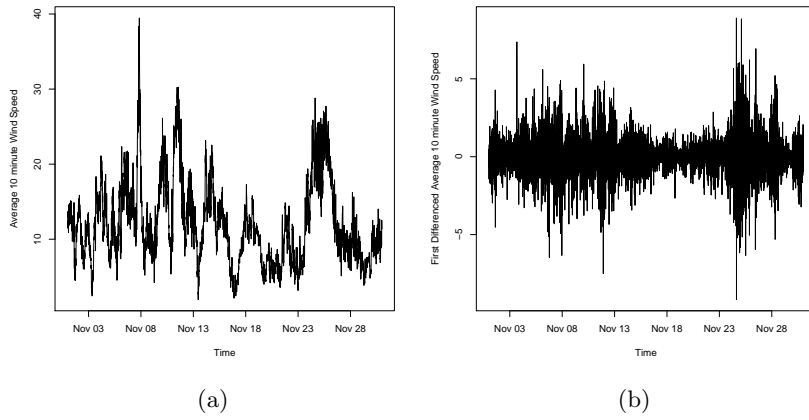 Average 10 minute Wind Speed
40
30
20
10
Nov 03 Nov 08 Nov 13 Nov 18 Nov 23 Nov 28
Time
(a)
First Differenced Average 10 minute Wind Speed
5
0
−5
Nov 03 Nov 08 Nov 13 Nov 18 Nov 23 Nov 28
Time
(b)